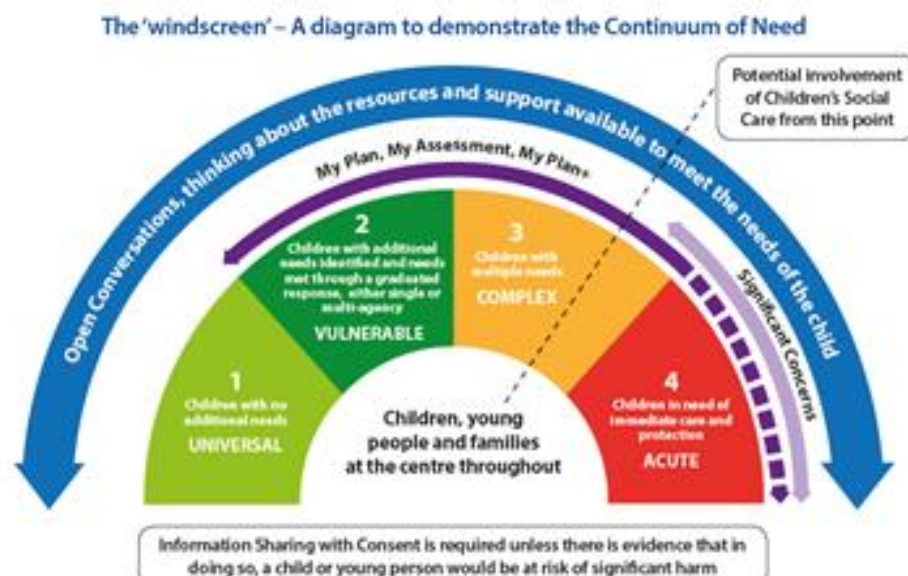 The 'windscreen' – A diagram to demonstrate the Continuum of Need
Potential involvement
of Children's Social
Care from this point
Open Conversations, thinking about the resources and support available to meet the needs of the child
My Plan, My Assessment, My Plan+
Significant Concerns
1
Children with no
additional needs
UNIVERSAL
2
Children with additional
needs identified and needs
met through a graduated
response, either single or
multi-agency
VULNERABLE
3
Children with
multiple needs
COMPLEX
4
Children in need of
immediate care and
protection
ACUTE
Children, young
people and families
at the centre throughout
Information Sharing with Consent is required unless there is evidence that in
doing so, a child or young person would be at risk of significant harm